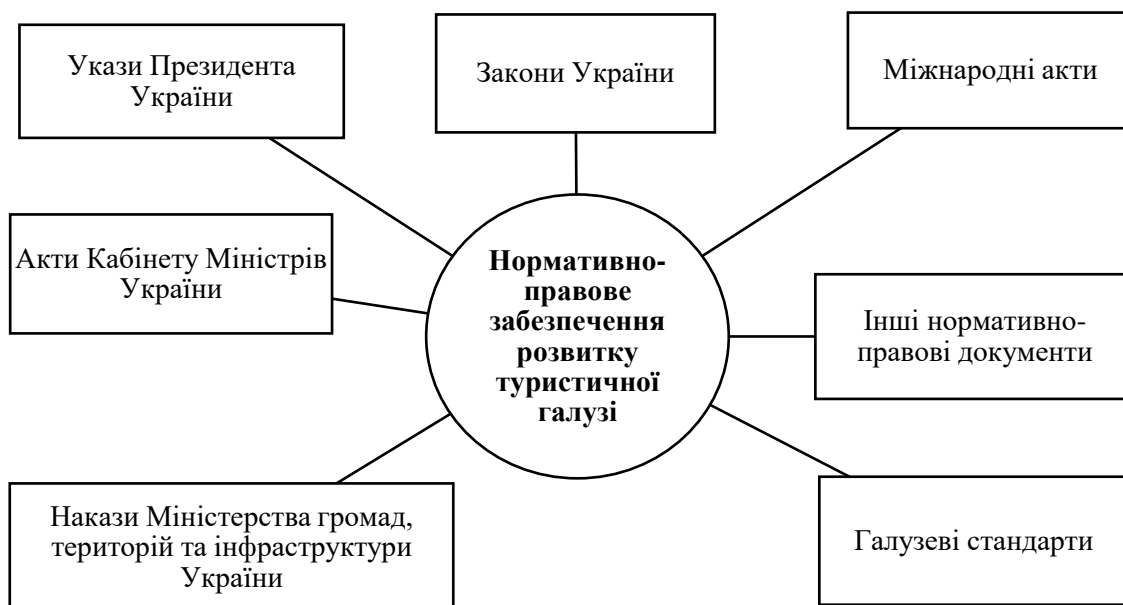 Укази Президента
України
Закони України
Міжнародні акти
Акти Кабінету Міністрів
України
Нормативно-
правове
забезпечення
розвитку
туристичної
галузі
Інші нормативно-
правові документи
Накази Міністерства громад,
територій та інфраструктури
України
Галузеві стандарти